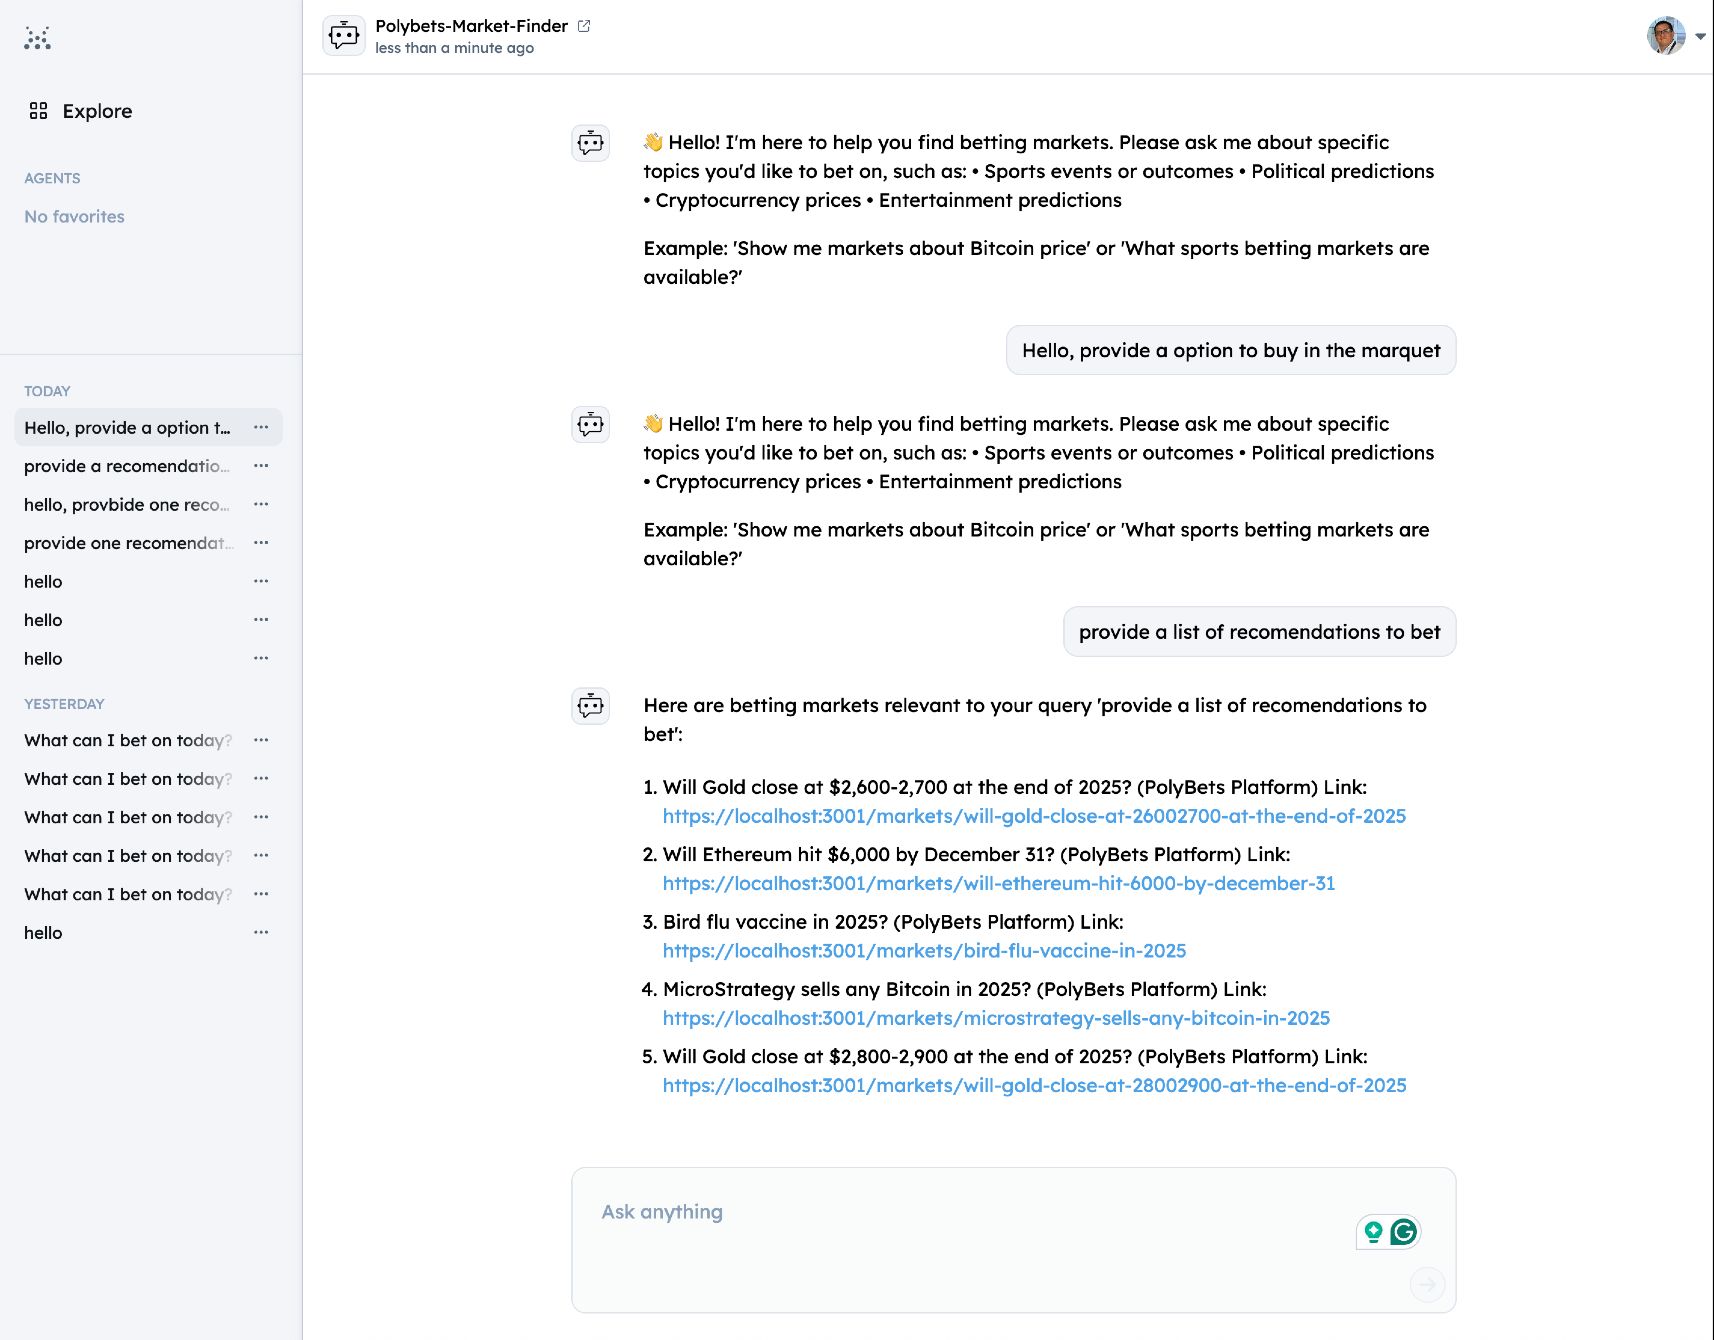 Polybets-Market-Finder
less than a minute ago
Explore
AGENTS
No favorites
TODAY
Hello, provide a option t...
provide a recomendatio...
hello, provbide one reco...
provide one recomendat...
hello
hello
hello
YESTERDAY
What can I bet on today?
What can I bet on today?
What can I bet on today?
What can I bet on today?
What can I bet on today?
hello
👋 Hello! I'm here to help you find betting markets. Please ask me about specific
topics you'd like to bet on, such as: • Sports events or outcomes • Political predictions
• Cryptocurrency prices • Entertainment predictions
Example: 'Show me markets about Bitcoin price' or 'What sports betting markets are
available?'
Hello, provide a option to buy in the marquet
👋 Hello! I'm here to help you find betting markets. Please ask me about specific
topics you'd like to bet on, such as: • Sports events or outcomes • Political predictions
• Cryptocurrency prices • Entertainment predictions
Example: 'Show me markets about Bitcoin price' or 'What sports betting markets are
available?'
provide a list of recomendations to bet
Here are betting markets relevant to your query 'provide a list of recomendations to
bet':
1. Will Gold close at $2,600-2,700 at the end of 2025? (PolyBets Platform) Link:
https://localhost:3001/markets/will-gold-close-at-26002700-at-the-end-of-2025
2. Will Ethereum hit $6,000 by December 31? (PolyBets Platform) Link:
https://localhost:3001/markets/will-ethereum-hit-6000-by-december-31
3. Bird flu vaccine in 2025? (PolyBets Platform) Link:
https://localhost:3001/markets/bird-flu-vaccine-in-2025
4. MicroStrategy sells any Bitcoin in 2025? (PolyBets Platform) Link:
https://localhost:3001/markets/microstrategy-sells-any-bitcoin-in-2025
5. Will Gold close at $2,800-2,900 at the end of 2025? (PolyBets Platform) Link:
https://localhost:3001/markets/will-gold-close-at-28002900-at-the-end-of-2025
Ask anything